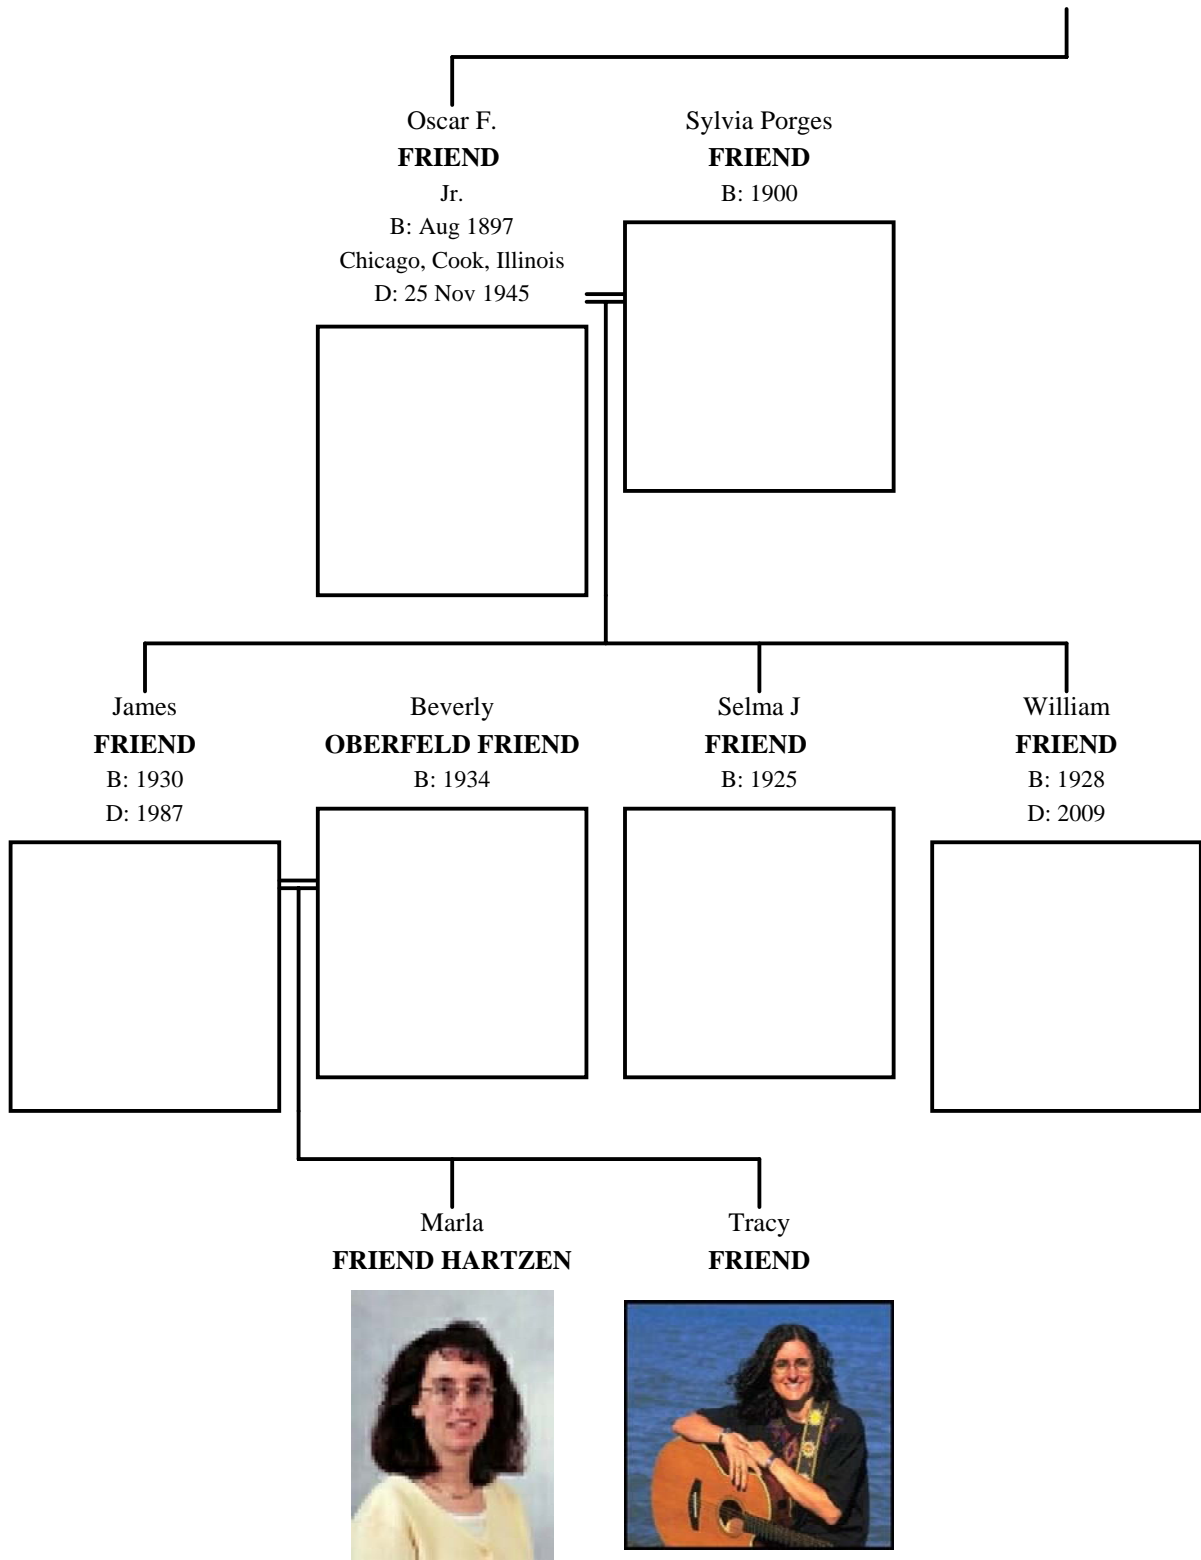 Oscar F.
FRIEND
Jr.
B: Aug 1897
Chicago, Cook, Illinois
D: 25 Nov 1945
Sylvia Porges
FRIEND
B: 1900
James
FRIEND
B: 1930
D: 1987
Beverly
OBERFELD FRIEND
B: 1934
Selma J
FRIEND
B: 1925
William
FRIEND
B: 1928
D: 2009
Marla
FRIEND HARTZEN
Tracy
FRIEND